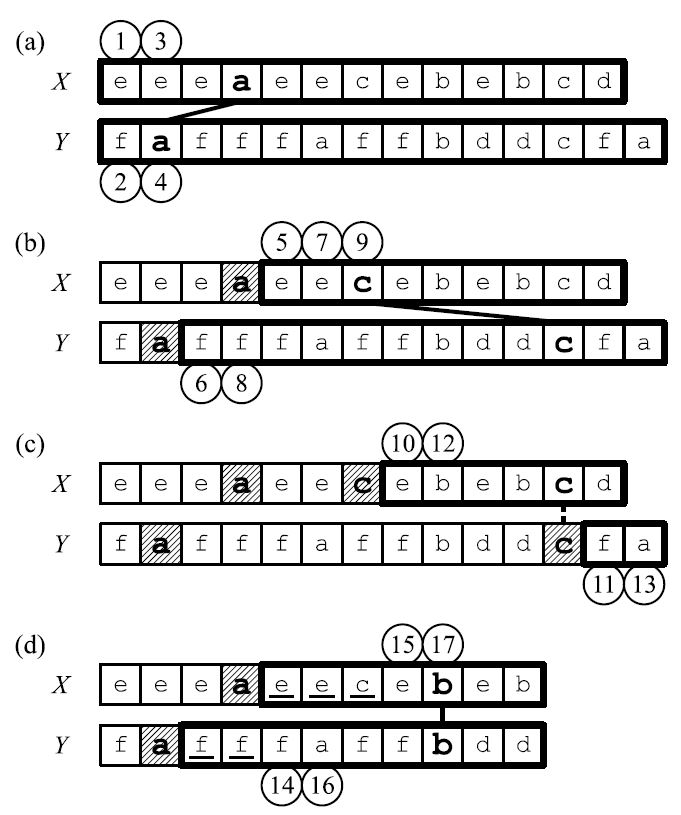 (a)
1 3
X e e e a e e c e b e b c d
Y f a f f f a f f b d d c f a
2 4
(b)
5 7 9
X e e e a e e c e b e b c d
Y f a f f f a f f b d d c f a
6 8
(c)
10 12
X e e e a e e c e b e b c d
Y f a f f f a f f b d d c f a
11 13
(d)
15 17
X e e e a e e c e b e b
Y f a f f f a f f b d d
14 16